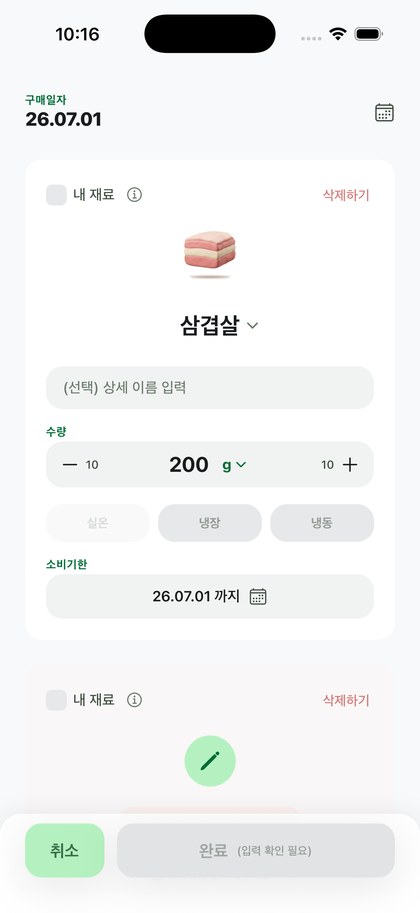 10:16
구매일자
26.07.01
내 재료
삭제하기
삼겹살
(선택) 상세 이름 입력
수량
10 200 g 10
실온 냉장 냉동
소비기한
26.07.01 까지
내 재료
삭제하기
취소 완료 (입력 확인 필요)